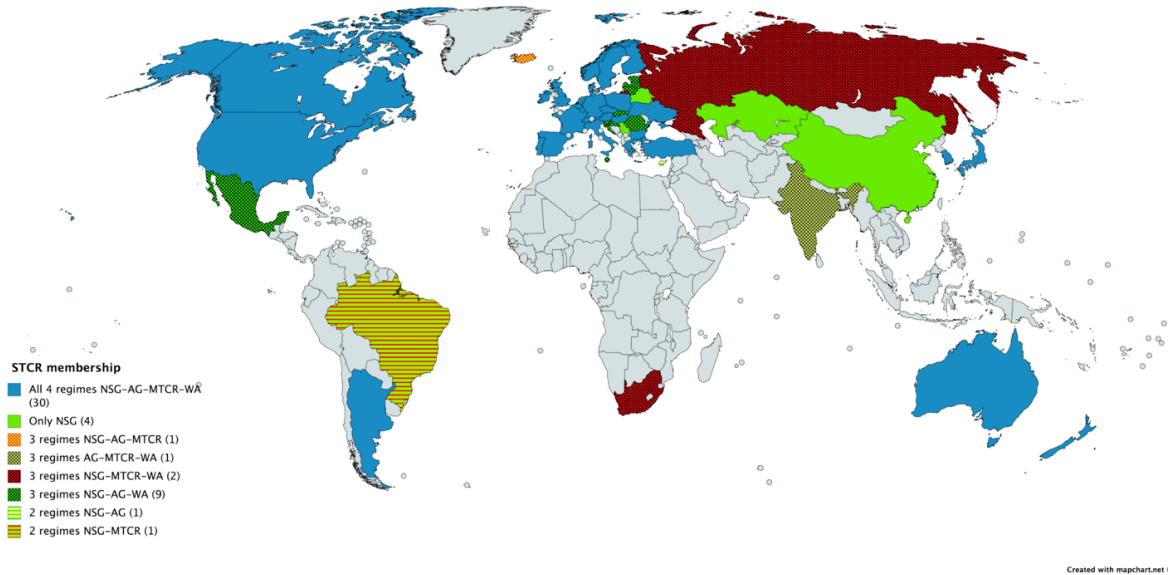 STCR membership
All 4 regimes NSG-AG-MTCR-WA
(30)
Only NSG (4)
3 regimes NSG-AG-MTCR (1)
3 regimes AG-MTCR-WA (1)
3 regimes NSG-MTCR-WA (2)
3 regimes NSG-AG-WA (9)
2 regimes NSG-AG (1)
2 regimes NSG-MTCR (1)
Created with mapchart.net